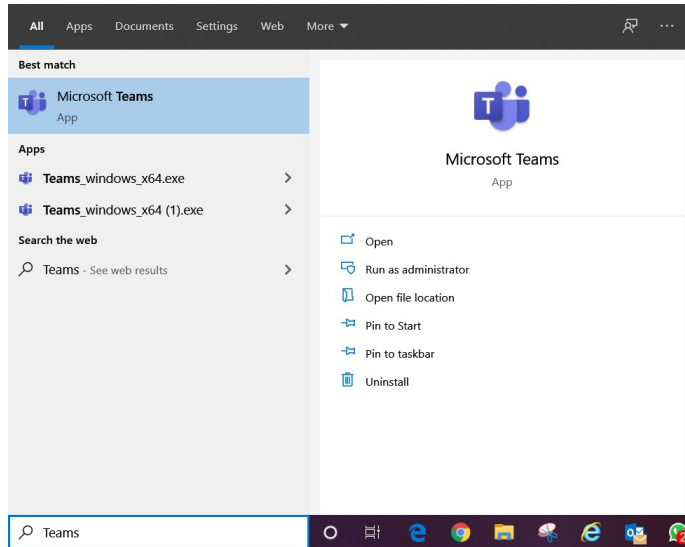 All Apps Documents Settings Web More
Best match
Microsoft Teams
App
Apps
Teams_windows_x64.exe
Teams_windows_x64 (1).exe
Search the web
Teams - See web results
Microsoft Teams
App
Open
Run as administrator
Open file location
Pin to Start
Pin to taskbar
Uninstall
Teams
2